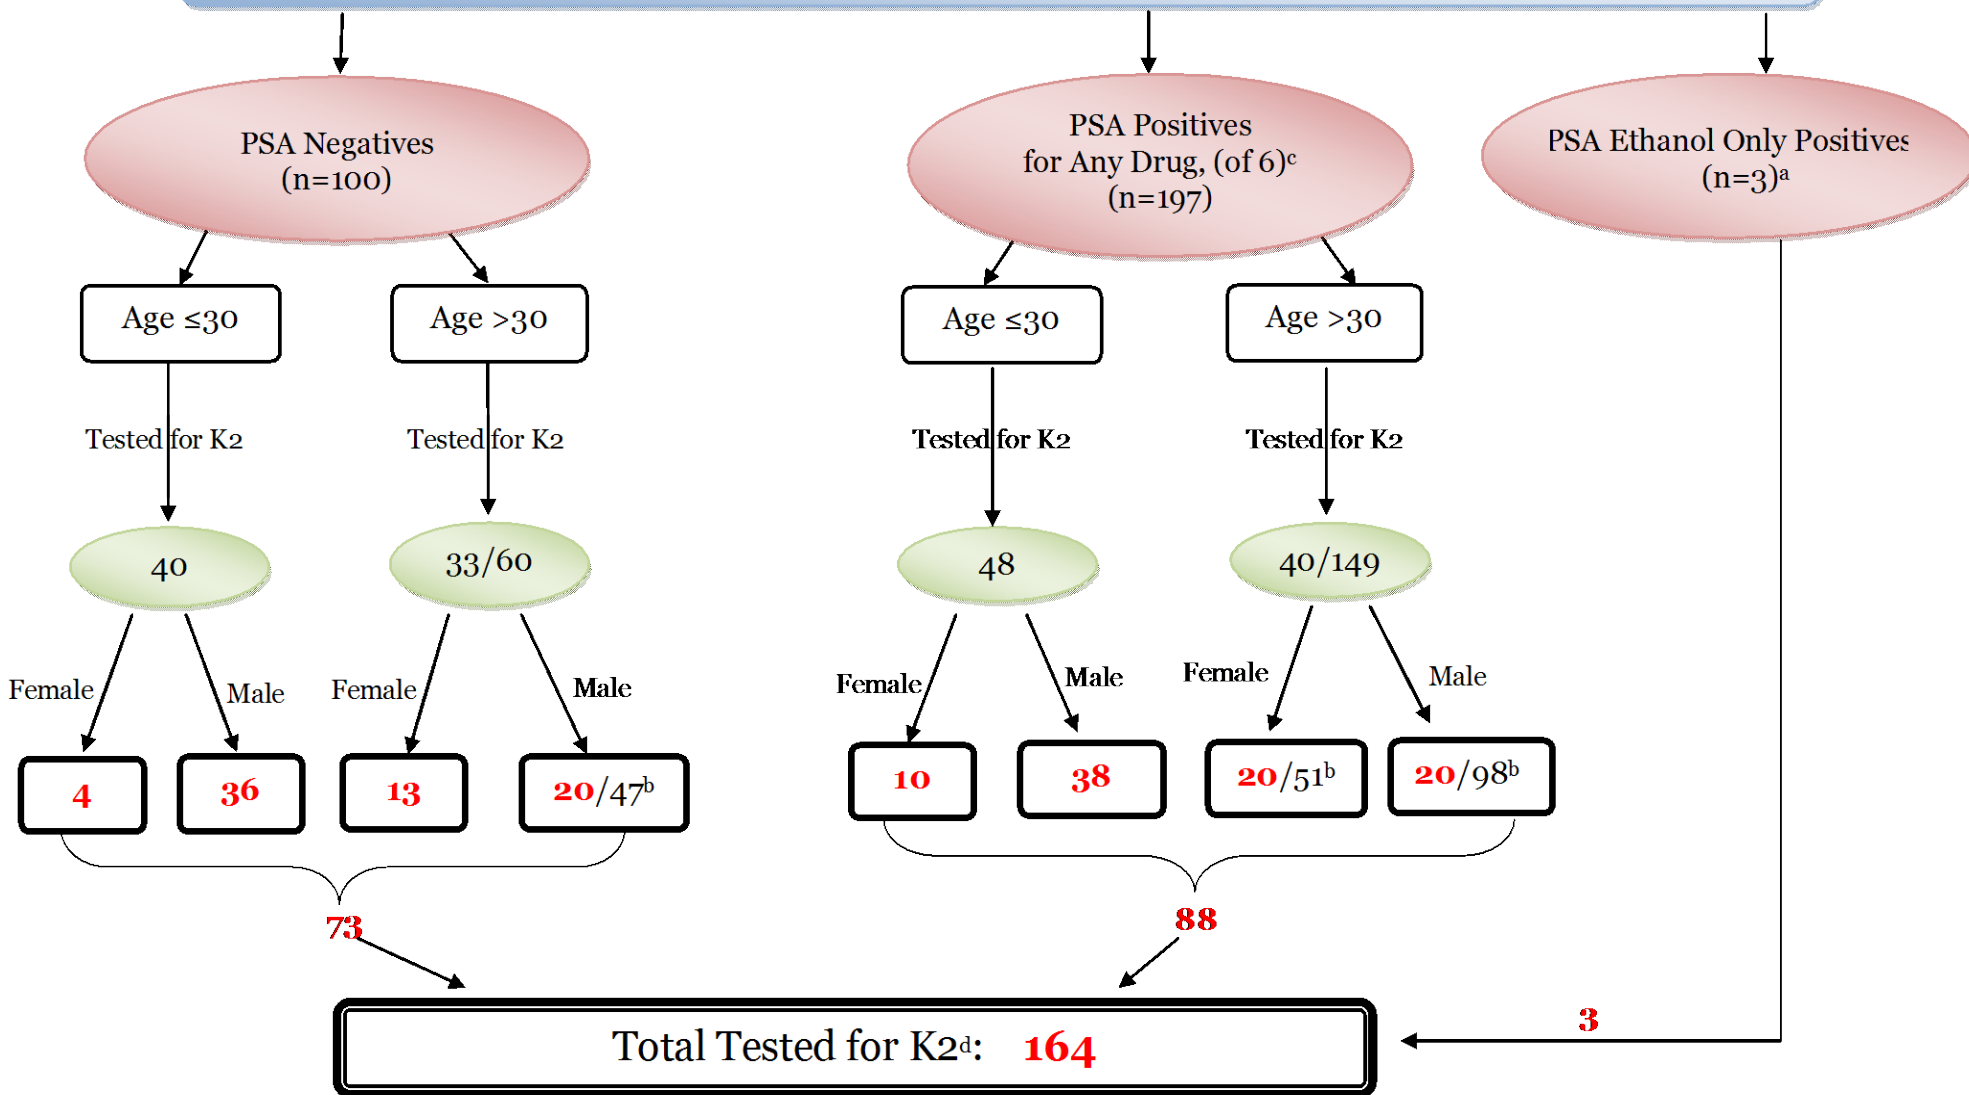 PSA Negatives
(n=100)
PSA Positives
for Any Drug, (of 6)ᶜ
(n=197)
PSA Ethanol Only Positives
(n=3)ᵃ
Age ≤30
Age >30
Age ≤30
Age >30
Tested for K2
Tested for K2
Tested for K2
Tested for K2
40
33/60
48
40/149
Female
Male
Female
Male
Female
Male
Female
Male
4
36
13
20/47ᵇ
10
38
20/51ᵇ
20/98ᵇ
73
88
3
Total Tested for K2ᵈ: 164